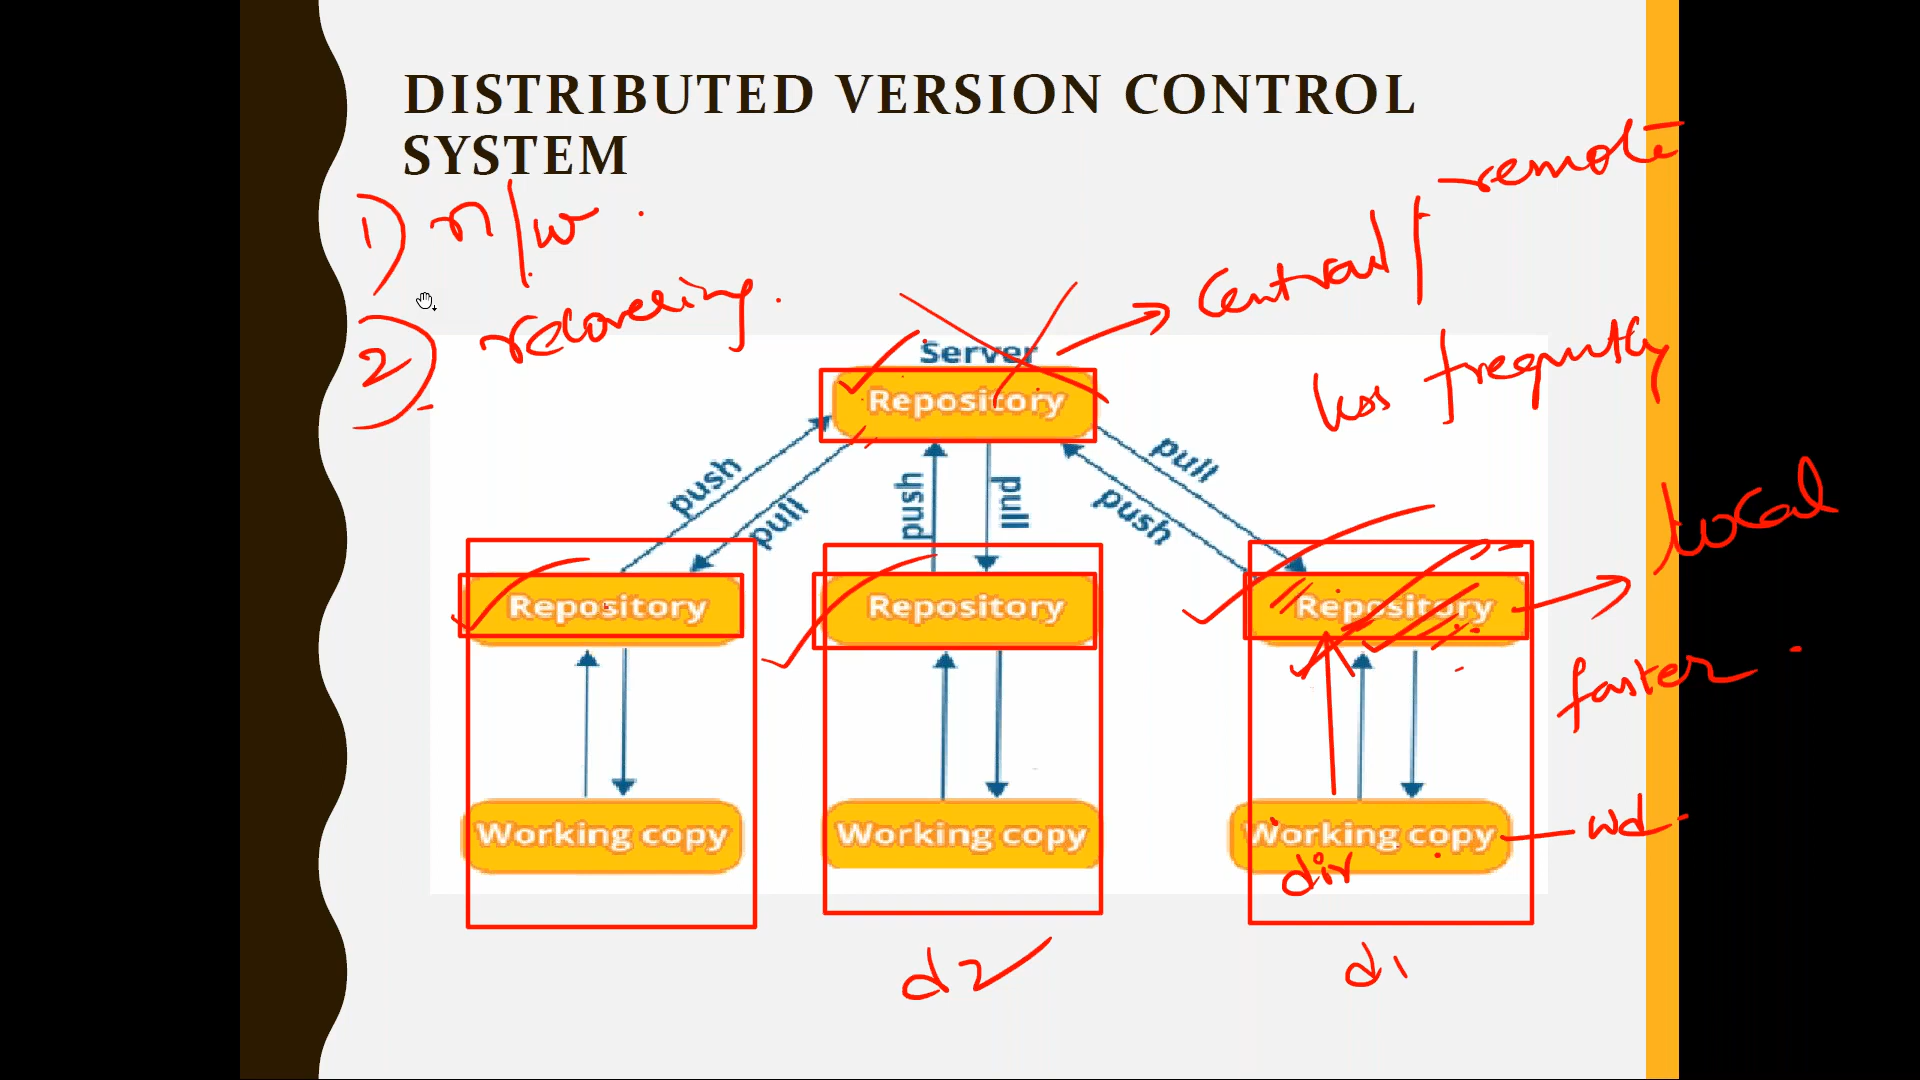 DISTRIBUTED VERSION CONTROL
SYSTEM
remote
1) n/w.
central/
2) recovering.
less frequntly
Server
Repository
push
pull
push
pull
pull
push
Local
Repository
Repository
Repository
faster.
Working copy
Working copy
Working copy
wd
dir
d2
d1